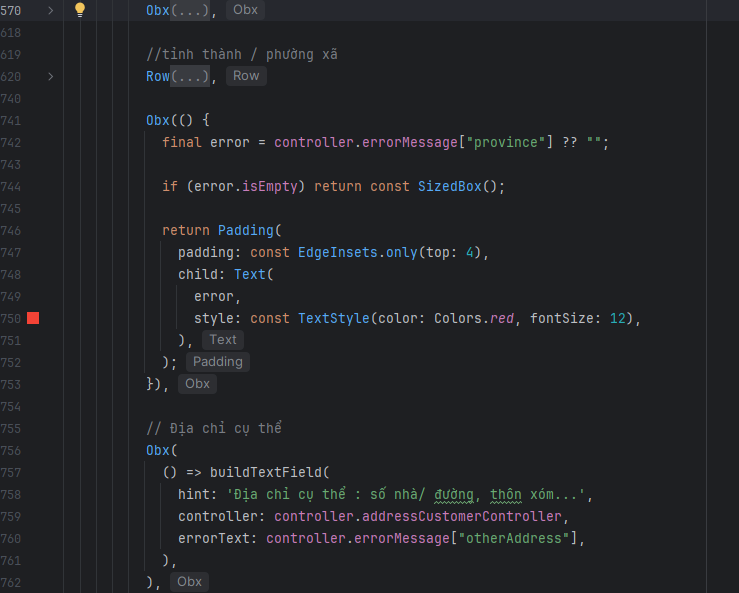 570 Obx(...), Obx
618
619 //tỉnh thành / phường xã
620 Row(...), Row
740
741 Obx(() {
742 final error = controller.errorMessage["province"] ?? "";
743
744 if (error.isEmpty) return const SizedBox();
745
746 return Padding(
747 padding: const EdgeInsets.only(top: 4),
748 child: Text(
749 error,
750 style: const TextStyle(color: Colors.red, fontSize: 12),
751 ), Text
752 ); Padding
753 }), Obx
754
755 // Địa chỉ cụ thể
756 Obx(
757 () => buildTextField(
758 hint: 'Địa chỉ cụ thể : số nhà/ đường, thôn xóm...',
759 controller: controller.addressCustomerController,
760 errorText: controller.errorMessage["otherAddress"],
761 ),
762 ), Obx